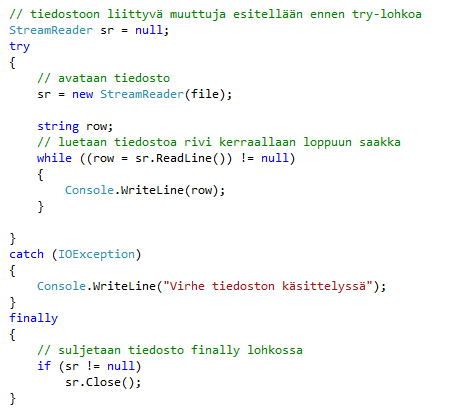 // tiedostoon liittyvä muuttuja esitellään ennen try-lohkoa
StreamReader sr = null;
try
{
    // avataan tiedosto
    sr = new StreamReader(file);

    string row;
    // luetaan tiedostoa rivi kerraallaan loppuun saakka
    while ((row = sr.ReadLine()) != null)
    {
        Console.WriteLine(row);
    }

}
catch (IOException)
{
    Console.WriteLine("Virhe tiedoston käsittelyssä");
}
finally
{
    // suljetaan tiedosto finally lohkossa
    if (sr != null)
        sr.Close();
}